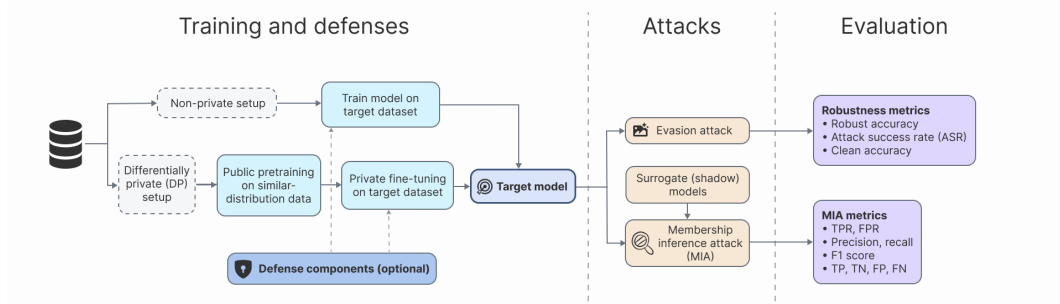 Training and defenses
Attacks
Evaluation
Non-private setup
Train model on
target dataset
Differentially
private (DP)
setup
Public pretraining
on similar-
distribution data
Private fine-tuning
on target dataset
Target model
Defense components (optional)
Evasion attack
Surrogate (shadow)
models
Membership
inference attack
(MIA)
Robustness metrics
• Robust accuracy
• Attack success rate (ASR)
• Clean accuracy
MIA metrics
• TPR, FPR
• Precision, recall
• F1 score
• TP, TN, FP, FN